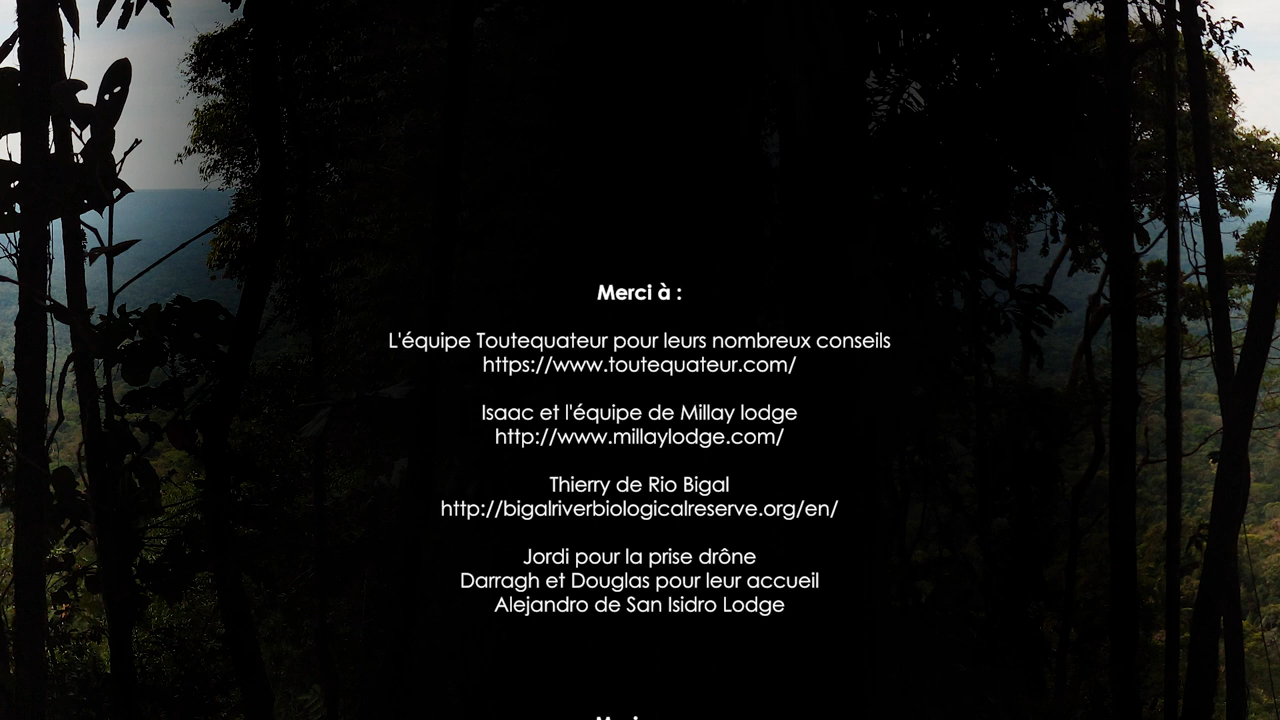 Merci à :
L'équipe Toutequateur pour leurs nombreux conseils
https://www.toutequateur.com/
Isaac et l'équipe de Millay lodge
http://www.millaylodge.com/
Thierry de Rio Bigal
http://bigalriverbiologicalreserve.org/en/
Jordi pour la prise drône
Darragh et Douglas pour leur accueil
Alejandro de San Isidro Lodge